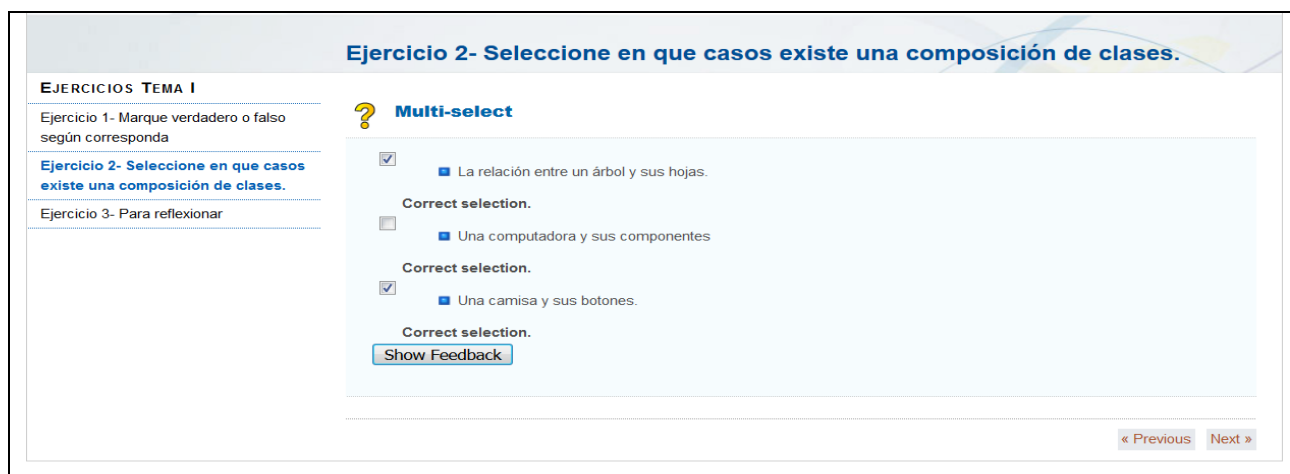 Ejercicio 2- Seleccione en que casos existe una composición de clases.
EJERCICIOS TEMA I
Ejercicio 1- Marque verdadero o falso
según corresponda
Ejercicio 2- Seleccione en que casos
existe una composición de clases.
Ejercicio 3- Para reflexionar
Multi-select
La relación entre un árbol y sus hojas.
Correct selection.
Una computadora y sus componentes
Correct selection.
Una camisa y sus botones.
Correct selection.
Show Feedback
« Previous Next »